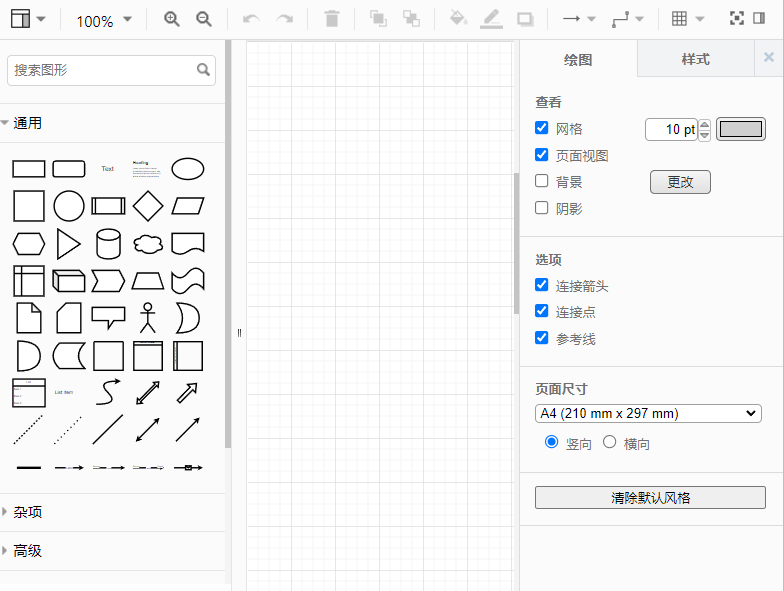 100%
搜索图形
通用
Text
Heading
List Item
杂项
高级
绘图
样式
查看
网格
10 pt
页面视图
背景
更改
阴影
选项
连接箭头
连接点
参考线
页面尺寸
A4 (210 mm x 297 mm)
竖向
横向
清除默认风格